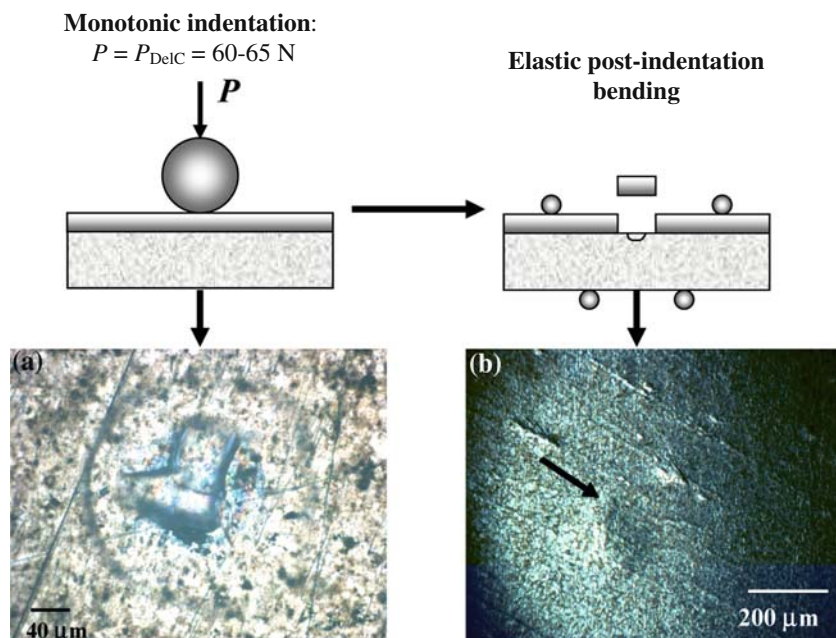 Monotonic indentation:
P = P_DelC = 60-65 N
P
Elastic post-indentation
bending
(a)
40 µm
(b)
200 µm